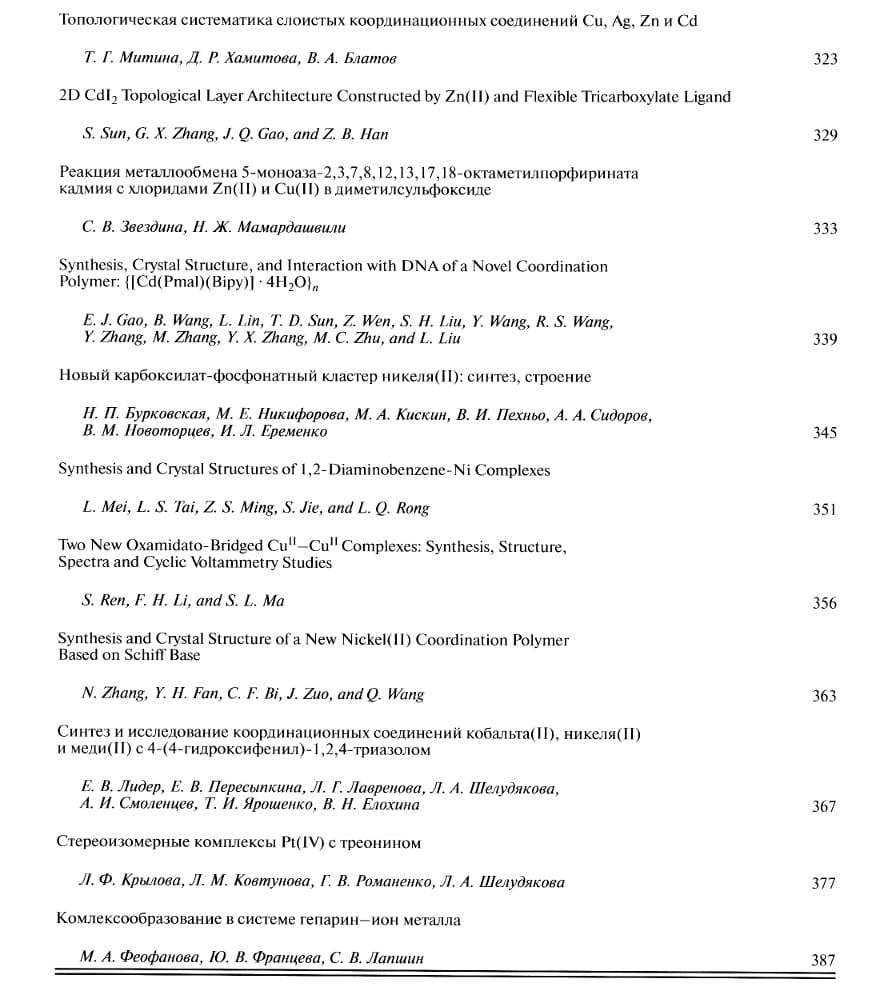 Топологическая систематика слоистых координационных соединений Cu, Ag, Zn и Cd
Т. Г. Митина, Д. Р. Хамитова, В. А. Блатов 323
2D CdI₂ Topological Layer Architecture Constructed by Zn(II) and Flexible Tricarboxylate Ligand
S. Sun, G. X. Zhang, J. Q. Gao, and Z. B. Han 329
Реакция металлообмена 5-моноаза-2,3,7,8,12,13,17,18-октаметилпорфирината
кадмия с хлоридами Zn(II) и Cu(II) в диметилсульфоксиде
С. В. Звездина, Н. Ж. Мамардашвили 333
Synthesis, Crystal Structure, and Interaction with DNA of a Novel Coordination
Polymer: {[Cd(Pmal)(Bipy)] · 4H₂O}ₙ
E. J. Gao, B. Wang, L. Lin, T. D. Sun, Z. Wen, S. H. Liu, Y. Wang, R. S. Wang,
Y. Zhang, M. Zhang, Y. X. Zhang, M. C. Zhu, and L. Liu 339
Новый карбоксилат-фосфонатный кластер никеля(II): синтез, строение
Н. П. Бурковская, М. Е. Никифорова, М. А. Кискин, В. И. Пехньо, А. А. Сидоров,
В. М. Новоторцев, И. Л. Еременко 345
Synthesis and Crystal Structures of 1,2-Diaminobenzene-Ni Complexes
L. Mei, L. S. Tai, Z. S. Ming, S. Jie, and L. Q. Rong 351
Two New Oxamidato-Bridged Cuᴵᴵ–Cuᴵᴵ Complexes: Synthesis, Structure,
Spectra and Cyclic Voltammetry Studies
S. Ren, F. H. Li, and S. L. Ma 356
Synthesis and Crystal Structure of a New Nickel(II) Coordination Polymer
Based on Schiff Base
N. Zhang, Y. H. Fan, C. F. Bi, J. Zuo, and Q. Wang 363
Синтез и исследование координационных соединений кобальта(II), никеля(II)
и меди(II) с 4-(4-гидроксифенил)-1,2,4-триазолом
Е. В. Лидер, Е. В. Пересыпкина, Л. Г. Лавренова, Л. А. Шелудякова,
А. И. Смоленцев, Т. И. Ярошенко, В. Н. Елохина 367
Стереоизомерные комплексы Pt(IV) с треонином
Л. Ф. Крылова, Л. М. Ковтунова, Г. В. Романенко, Л. А. Шелудякова 377
Комлексообразование в системе гепарин–ион металла
М. А. Феофанова, Ю. В. Францева, С. В. Лапшин 387